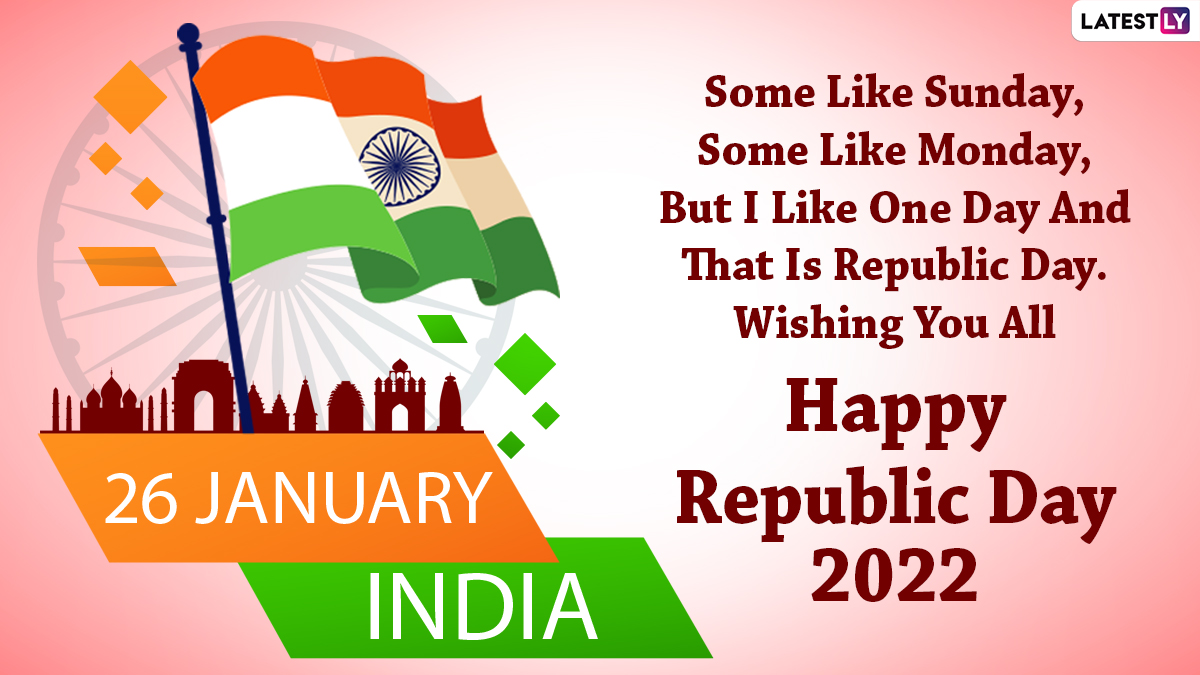 LATESTLY
Some Like Sunday,
Some Like Monday,
But I Like One Day And
That Is Republic Day.
Wishing You All
Happy
Republic Day
2022
26 JANUARY
INDIA